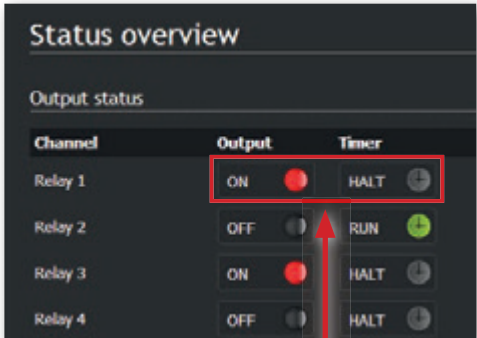 Status overview
Output status
Channel Output Timer
Relay 1 ON HALT
Relay 2 OFF RUN
Relay 3 ON HALT
Relay 4 OFF HALT